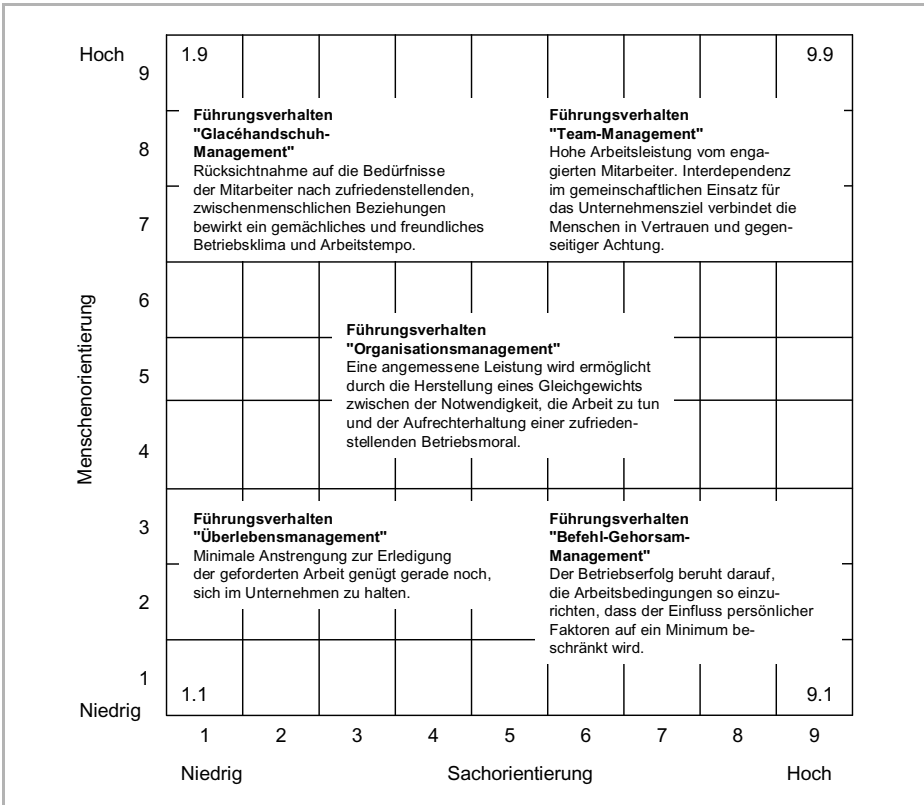 Hoch
9
1.9
9.9
Führungsverhalten
"Glacéhandschuh-
Management"
Rücksichtnahme auf die Bedürfnisse
der Mitarbeiter nach zufriedenstellenden,
zwischenmenschlichen Beziehungen
bewirkt ein gemächliches und freundliches
Betriebsklima und Arbeitstempo.
Führungsverhalten
"Team-Management"
Hohe Arbeitsleistung vom enga-
gierten Mitarbeiter. Interdependenz
im gemeinschaftlichen Einsatz für
das Unternehmensziel verbindet die
Menschen in Vertrauen und gegen-
seitiger Achtung.
8
7
Menschenorientierung
6
5
4
Führungsverhalten
"Organisationsmanagement"
Eine angemessene Leistung wird ermöglicht
durch die Herstellung eines Gleichgewichts
zwischen der Notwendigkeit, die Arbeit zu tun
und der Aufrechterhaltung einer zufrieden-
stellenden Betriebsmoral.
3
2
1
Führungsverhalten
"Überlebensmanagement"
Minimale Anstrengung zur Erledigung
der geforderten Arbeit genügt gerade noch,
sich im Unternehmen zu halten.
Führungsverhalten
"Befehl-Gehorsam-
Management"
Der Betriebserfolg beruht darauf,
die Arbeitsbedingungen so einzu-
richten, dass der Einfluss persönlicher
Faktoren auf ein Minimum be-
schränkt wird.
1.1
9.1
Niedrig
1 2 3 4 5 6 7 8 9
Niedrig Sachorientierung Hoch